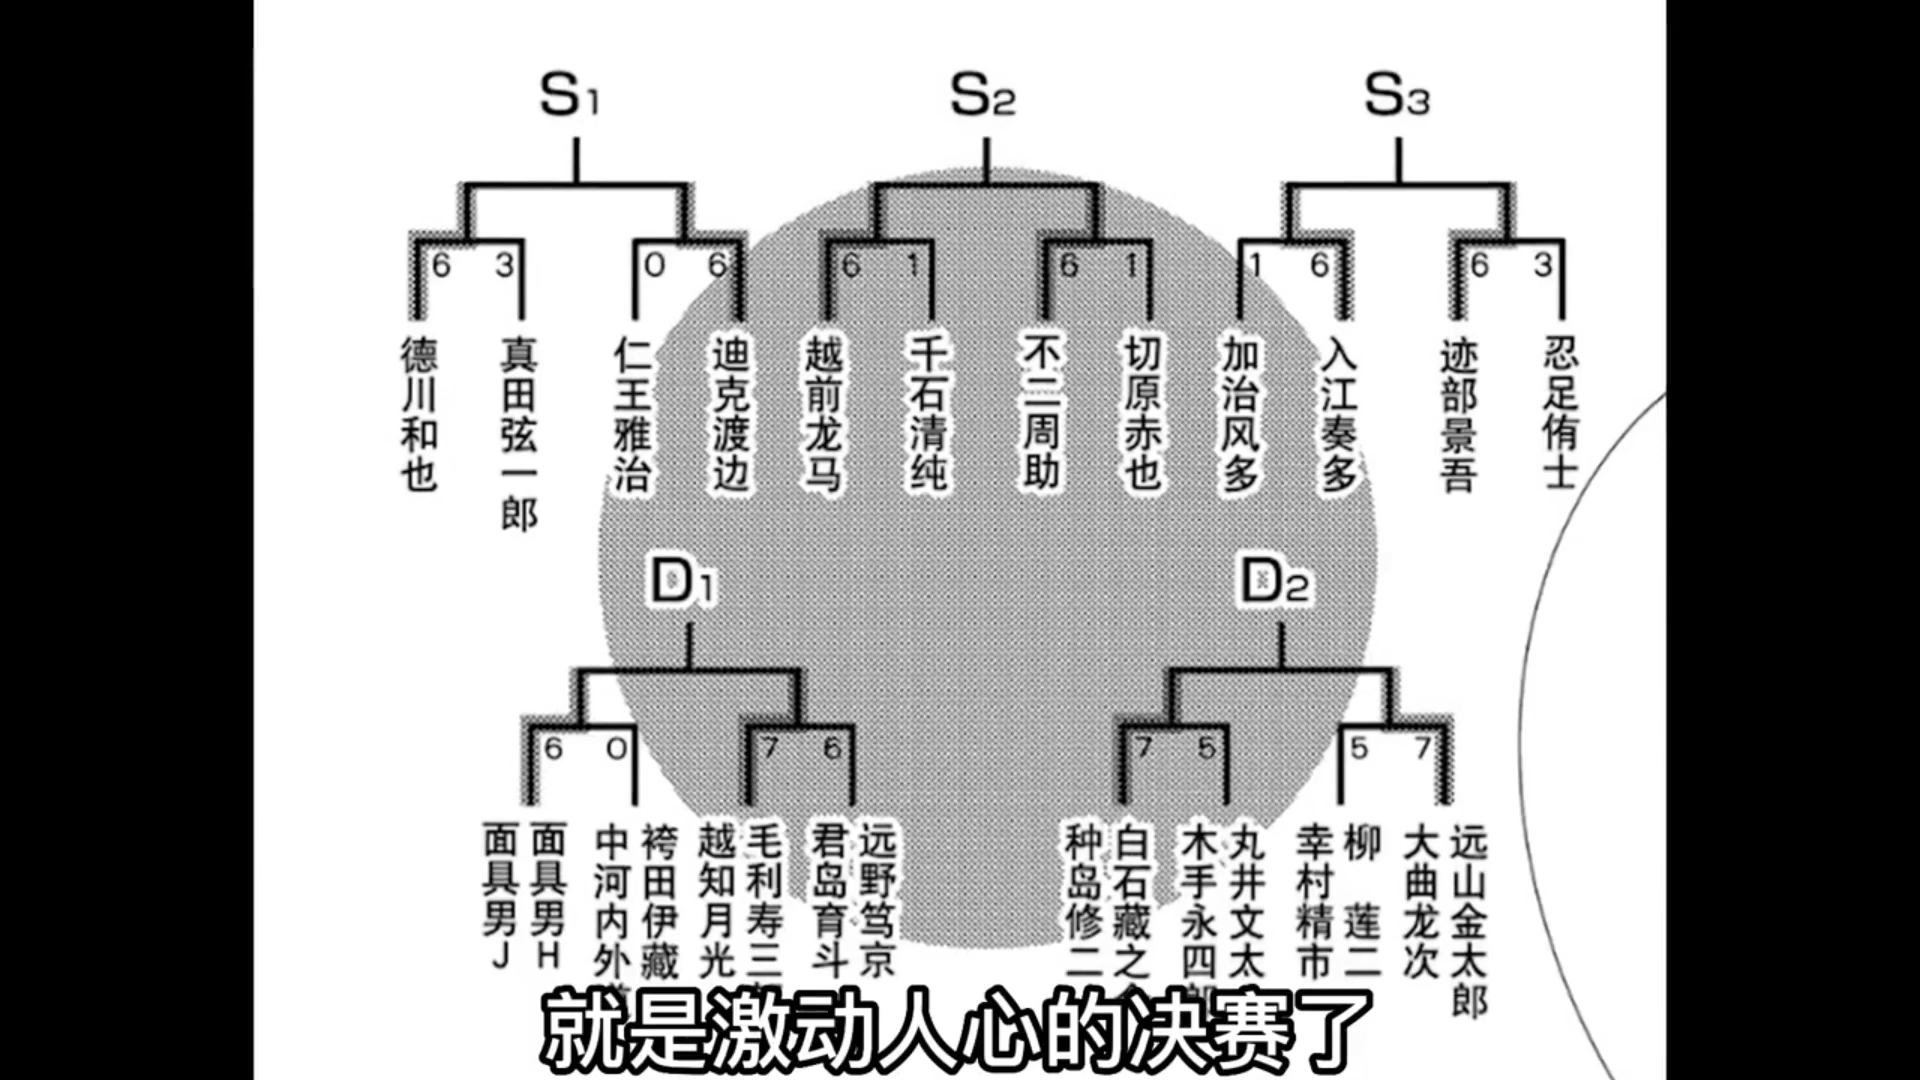 S1 S2 S3
6 3 0 6 6 1 6 1 1 6 6 3
德川和也
真田弦一郎
仁王雅治
迪克渡边
越前龙马
千石清纯
不二周助
切原赤也
加治风多
入江奏多
迹部景吾
忍足侑士
D1 D2
6 0 7 6 7 5 5 7
面具男J
面具男H
中河内外
袴田伊藏
越知月光
毛利寿三
君岛育斗
远野笃京
种岛修二
白石藏之
木手永四郎
丸井文太
幸村精市
柳 莲二
大曲龙次
远山金太郎
就是激动人心的决赛了